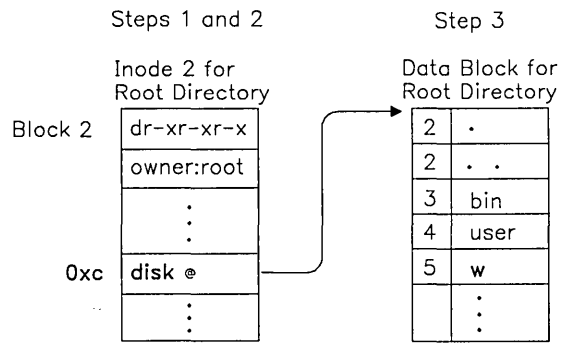 Steps 1 and 2
Step 3
Inode 2 for
Root Directory
Data Block for
Root Directory
Block 2
dr-xr-xr-x
owner:root
0xc
disk @
2 .
2 . .
3 bin
4 user
5 w